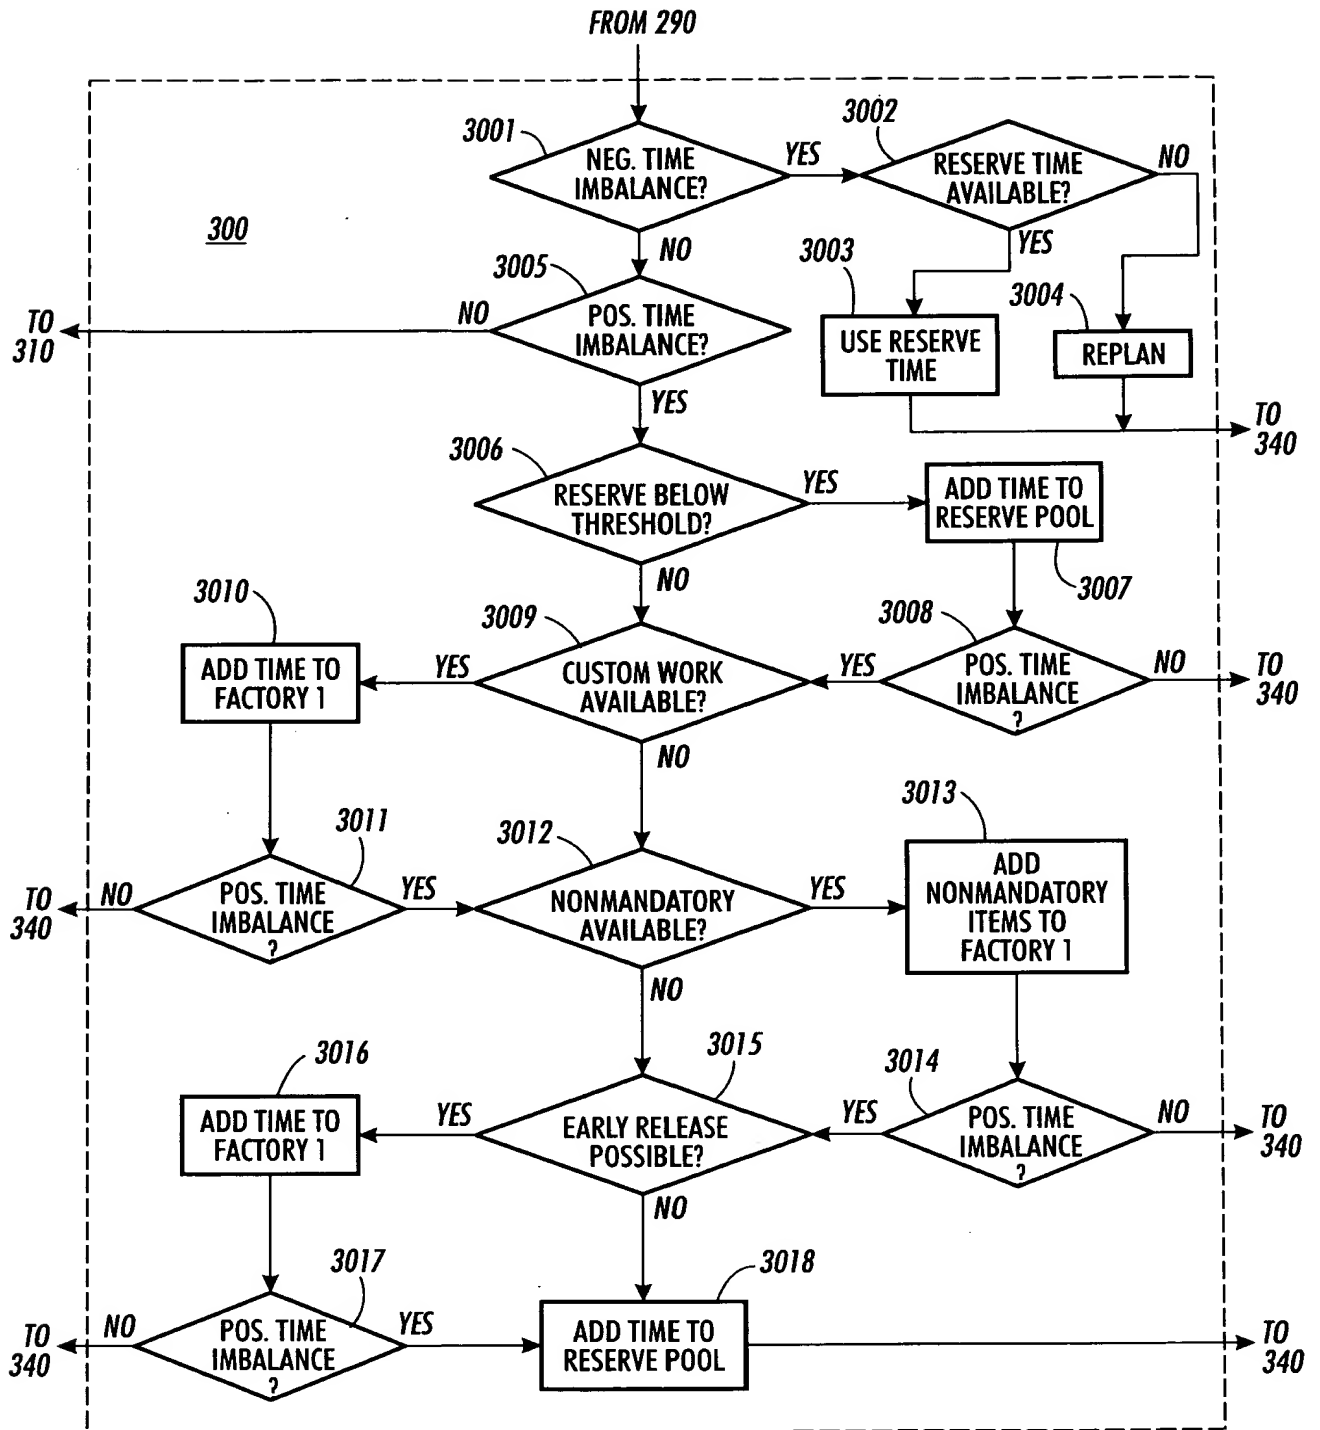 FROM 290
3001
NEG. TIME
IMBALANCE?
YES
3002
RESERVE TIME
AVAILABLE?
NO
300
NO
YES
3003
USE RESERVE
TIME
3004
REPLAN
TO
340
3005
POS. TIME
IMBALANCE?
NO
TO
310
YES
3006
RESERVE BELOW
THRESHOLD?
YES
ADD TIME TO
RESERVE POOL
3007
NO
3008
POS. TIME
IMBALANCE
?
NO
TO
340
YES
3009
CUSTOM WORK
AVAILABLE?
YES
3010
ADD TIME TO
FACTORY 1
NO
3011
POS. TIME
IMBALANCE
?
NO
TO
340
YES
3012
NONMANDATORY
AVAILABLE?
YES
3013
ADD
NONMANDATORY
ITEMS TO
FACTORY 1
NO
3014
POS. TIME
IMBALANCE
?
NO
TO
340
YES
3015
EARLY RELEASE
POSSIBLE?
YES
3016
ADD TIME TO
FACTORY 1
NO
3017
POS. TIME
IMBALANCE
?
NO
TO
340
YES
3018
ADD TIME TO
RESERVE POOL
TO
340